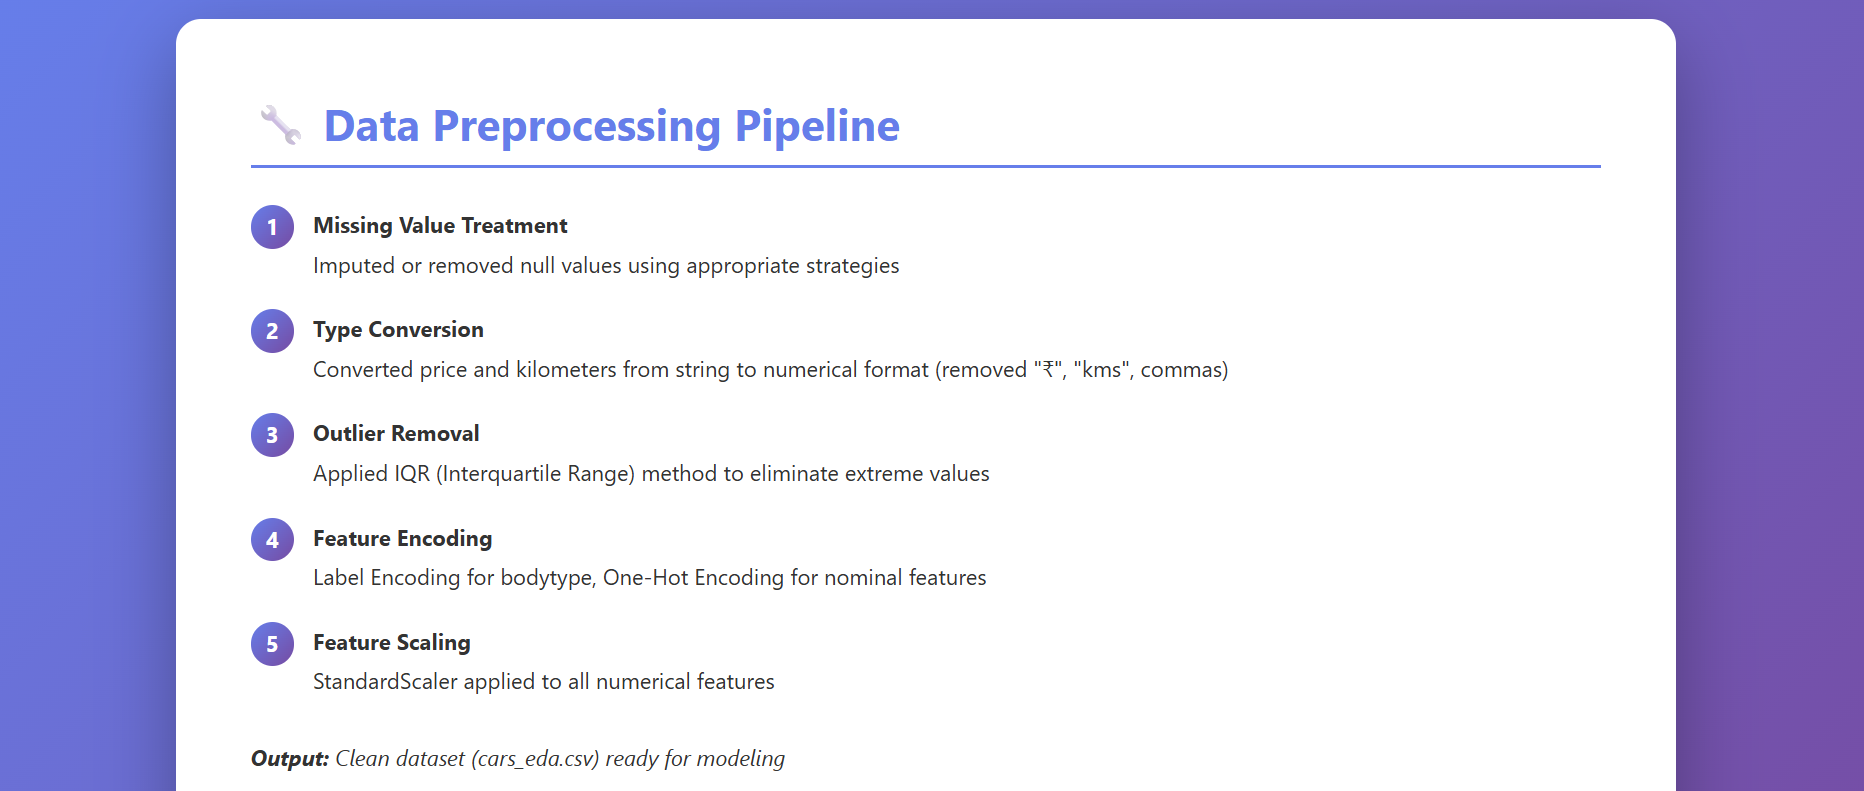 Data Preprocessing Pipeline
1
Missing Value Treatment
Imputed or removed null values using appropriate strategies
2
Type Conversion
Converted price and kilometers from string to numerical format (removed "₹", "kms", commas)
3
Outlier Removal
Applied IQR (Interquartile Range) method to eliminate extreme values
4
Feature Encoding
Label Encoding for bodytype, One-Hot Encoding for nominal features
5
Feature Scaling
StandardScaler applied to all numerical features
Output: Clean dataset (cars_eda.csv) ready for modeling